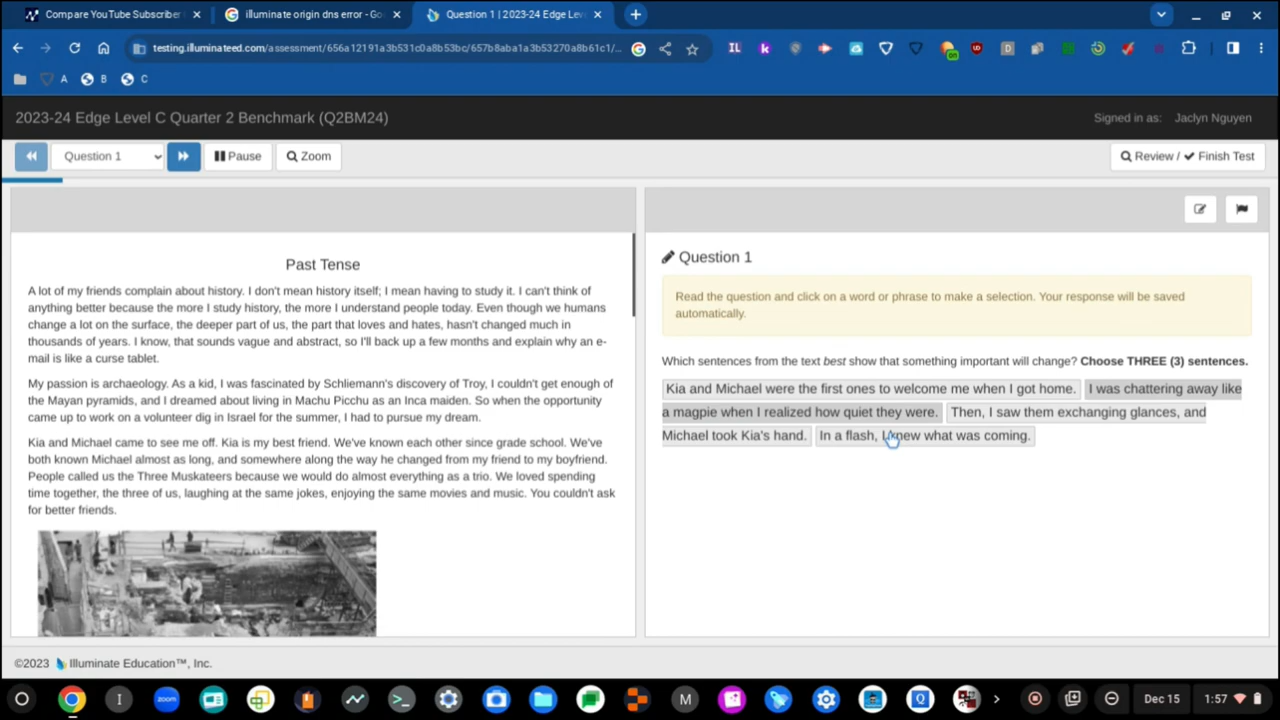 Compare YouTube Subscriber
illuminate origin dns error - Go
Question 1 | 2023-24 Edge Lev
testing.illuminateed.com/assessment/656a12191a3b531c0a8b53bc/657b8aba1a3b53270a8b61c1/...
A
B
C
2023-24 Edge Level C Quarter 2 Benchmark (Q2BM24)
Signed in as: Jaclyn Nguyen
Question 1
Pause
Zoom
Review / Finish Test
Past Tense
A lot of my friends complain about history. I don't mean history itself; I mean having to study it. I can't think of
anything better because the more I study history, the more I understand people today. Even though we humans
change a lot on the surface, the deeper part of us, the part that loves and hates, hasn't changed much in
thousands of years. I know, that sounds vague and abstract, so I'll back up a few months and explain why an e-
mail is like a curse tablet.
My passion is archaeology. As a kid, I was fascinated by Schliemann's discovery of Troy, I couldn't get enough of
the Mayan pyramids, and I dreamed about living in Machu Picchu as an Inca maiden. So when the opportunity
came up to work on a volunteer dig in Israel for the summer, I had to pursue my dream.
Kia and Michael came to see me off. Kia is my best friend. We've known each other since grade school. We've
both known Michael almost as long, and somewhere along the way he changed from my friend to my boyfriend.
People called us the Three Muskateers because we would do almost everything as a trio. We loved spending
time together, the three of us, laughing at the same jokes, enjoying the same movies and music. You couldn't ask
for better friends.
Question 1
Read the question and click on a word or phrase to make a selection. Your response will be saved
automatically.
Which sentences from the text best show that something important will change? Choose THREE (3) sentences.
Kia and Michael were the first ones to welcome me when I got home. I was chattering away like
a magpie when I realized how quiet they were. Then, I saw them exchanging glances, and
Michael took Kia's hand. In a flash, I knew what was coming.
©2023 Illuminate Education™, Inc.
Dec 15
1:57